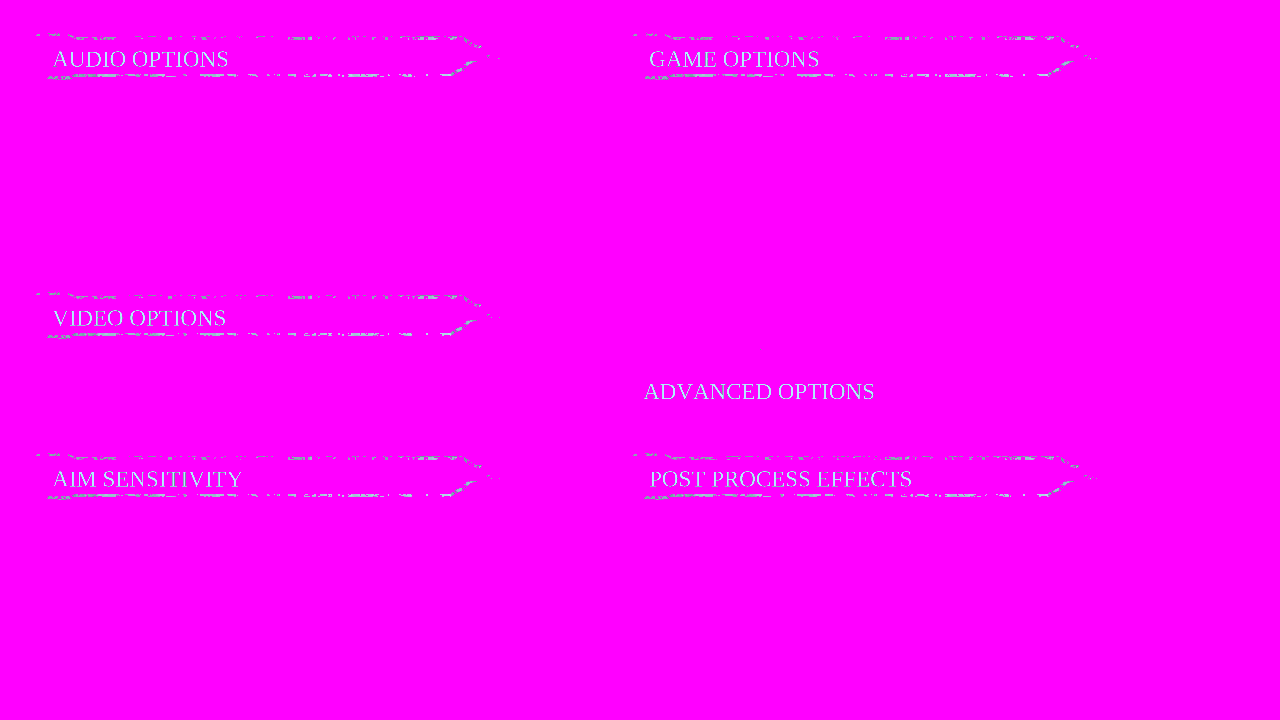 AUDIO OPTIONS
GAME OPTIONS
VIDEO OPTIONS
ADVANCED OPTIONS
AIM SENSITIVITY
POST PROCESS EFFECTS